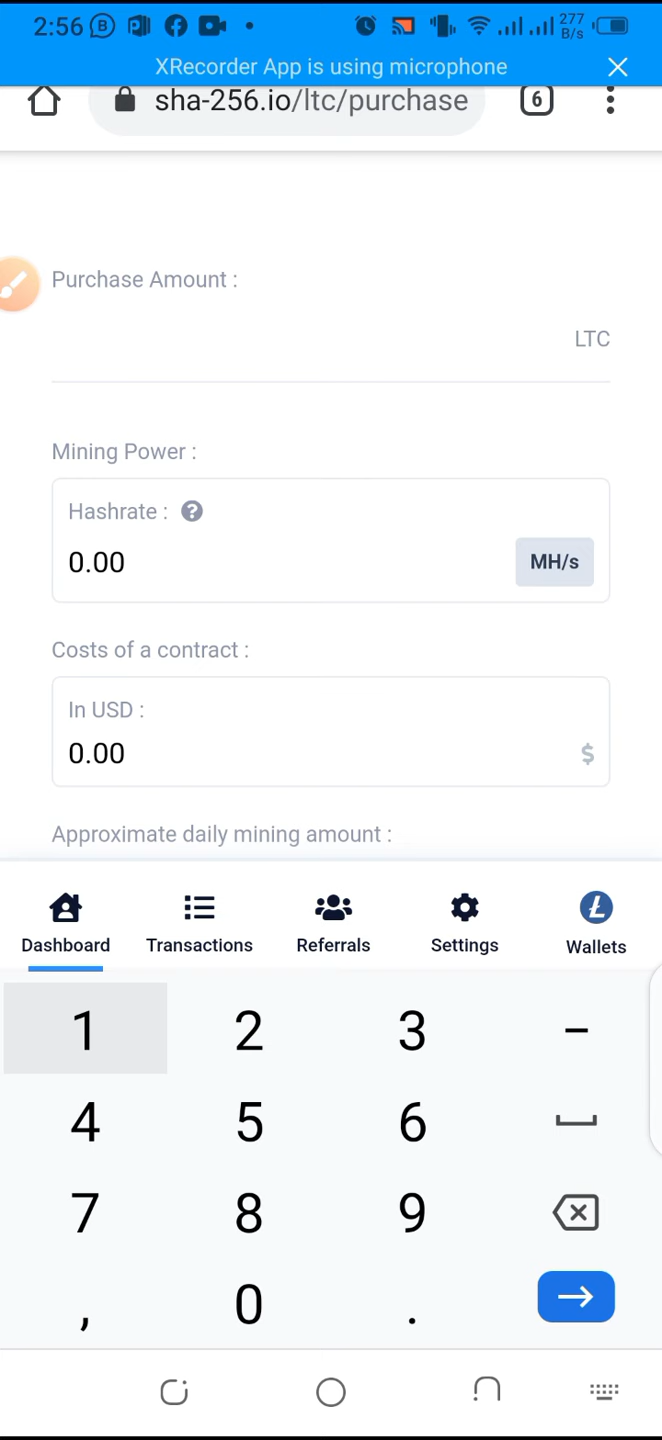 2:56
277
B/s
XRecorder App is using microphone
sha-256.io/ltc/purchase
6
Purchase Amount :
LTC
Mining Power :
Hashrate :
0.00
MH/s
Costs of a contract :
In USD :
0.00 $
Approximate daily mining amount :
Dashboard Transactions Referrals Settings Wallets
1 2 3 -
4 5 6
7 8 9
, 0 .